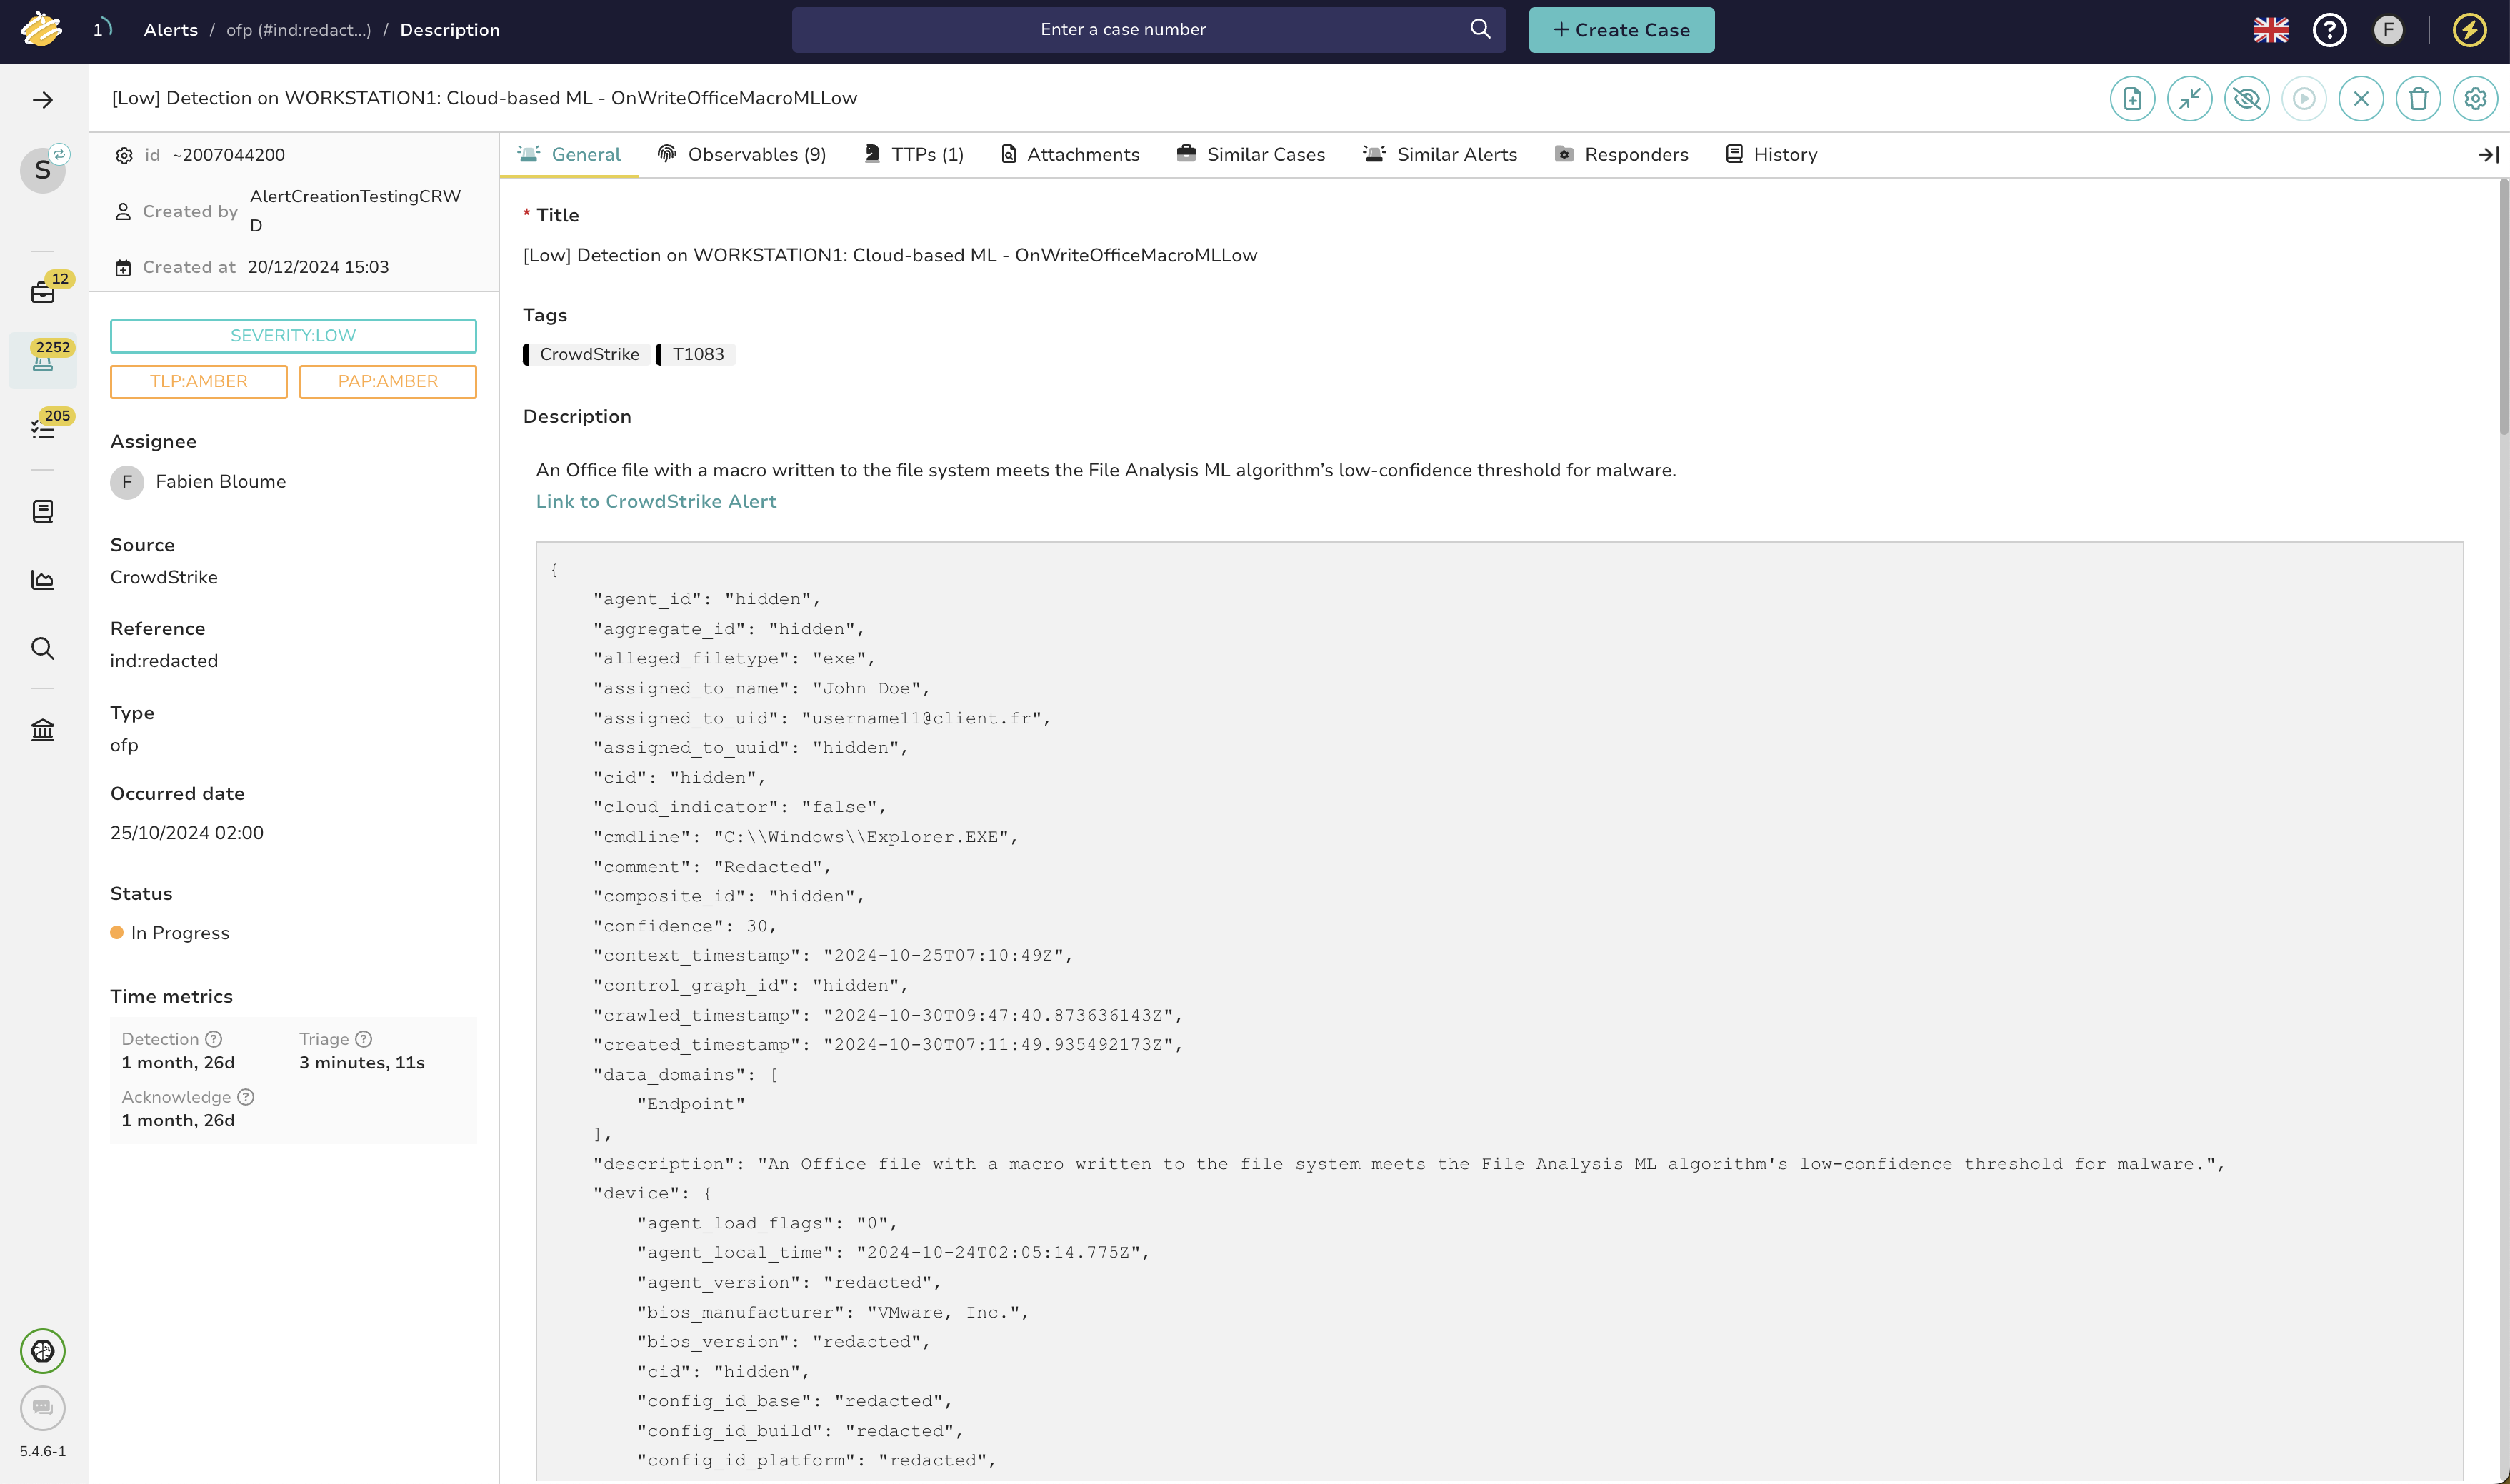 1 Alerts / ofp (#ind:redact...) / Description
Enter a case number
+ Create Case
? F
[Low] Detection on WORKSTATION1: Cloud-based ML - OnWriteOfficeMacroMLLow
S
12
2252
205
5.4.6-1
id ~2007044200
Created by AlertCreationTestingCRW
D
Created at 20/12/2024 15:03
SEVERITY:LOW
TLP:AMBER PAP:AMBER
Assignee
F Fabien Bloume
Source
CrowdStrike
Reference
ind:redacted
Type
ofp
Occurred date
25/10/2024 02:00
Status
In Progress
Time metrics
Detection ? Triage ?
1 month, 26d 3 minutes, 11s
Acknowledge ?
1 month, 26d
General Observables (9) TTPs (1) Attachments Similar Cases Similar Alerts Responders History
* Title
[Low] Detection on WORKSTATION1: Cloud-based ML - OnWriteOfficeMacroMLLow
Tags
CrowdStrike T1083
Description
An Office file with a macro written to the file system meets the File Analysis ML algorithm’s low-confidence threshold for malware.
Link to CrowdStrike Alert
{
"agent_id": "hidden",
"aggregate_id": "hidden",
"alleged_filetype": "exe",
"assigned_to_name": "John Doe",
"assigned_to_uid": "username11@client.fr",
"assigned_to_uuid": "hidden",
"cid": "hidden",
"cloud_indicator": "false",
"cmdline": "C:\\Windows\\Explorer.EXE",
"comment": "Redacted",
"composite_id": "hidden",
"confidence": 30,
"context_timestamp": "2024-10-25T07:10:49Z",
"control_graph_id": "hidden",
"crawled_timestamp": "2024-10-30T09:47:40.873636143Z",
"created_timestamp": "2024-10-30T07:11:49.935492173Z",
"data_domains": [
"Endpoint"
],
"description": "An Office file with a macro written to the file system meets the File Analysis ML algorithm's low-confidence threshold for malware.",
"device": {
"agent_load_flags": "0",
"agent_local_time": "2024-10-24T02:05:14.775Z",
"agent_version": "redacted",
"bios_manufacturer": "VMware, Inc.",
"bios_version": "redacted",
"cid": "hidden",
"config_id_base": "redacted",
"config_id_build": "redacted",
"config_id_platform": "redacted",